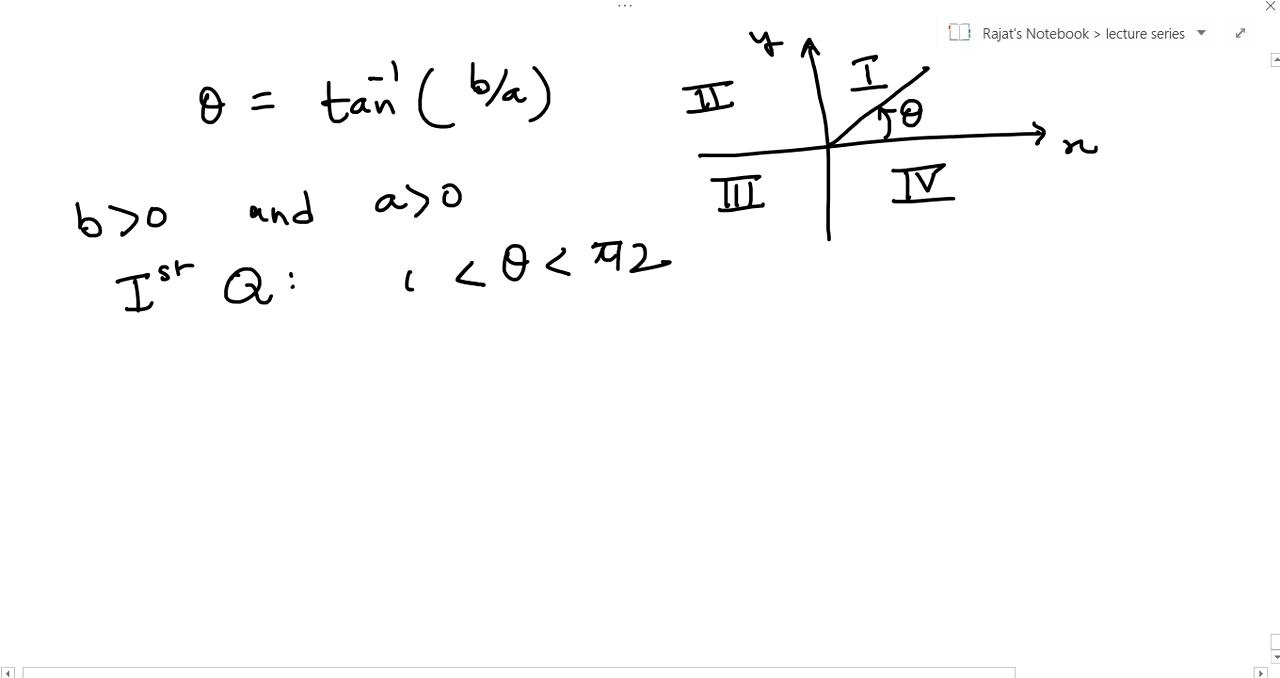 ...
Rajat's Notebook > lecture series
y
I
II
θ = tan⁻¹( b/a)
θ
x
III
IV
b>0 and a>0
Iˢᵗ Q: < θ < π/2